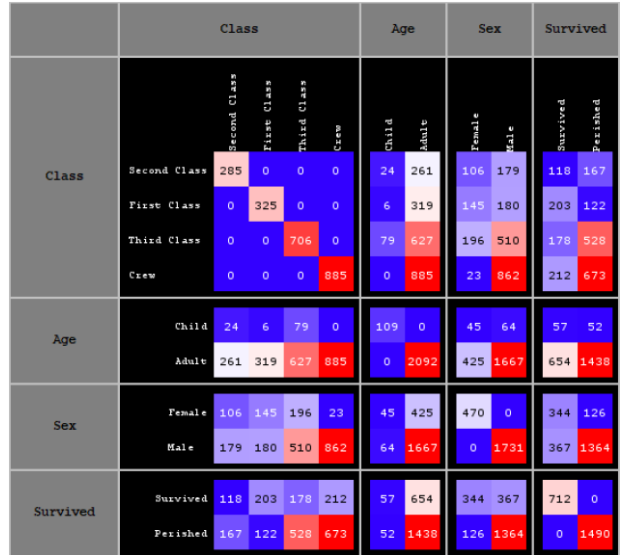 Class Age Sex Survived
Second Class First Class Third Class Crew Child Adult Female Male Survived Perished
Class
Second Class 285 0 0 0 24 261 106 179 118 167
First Class 0 325 0 0 6 319 145 180 203 122
Third Class 0 0 706 0 79 627 196 510 178 528
Crew 0 0 0 885 0 885 23 862 212 673
Age
Child 24 6 79 0 109 0 45 64 57 52
Adult 261 319 627 885 0 2092 425 1667 654 1438
Sex
Female 106 145 196 23 45 425 470 0 344 126
Male 179 180 510 862 64 1667 0 1731 367 1364
Survived
Survived 118 203 178 212 57 654 344 367 712 0
Perished 167 122 528 673 52 1438 126 1364 0 1490